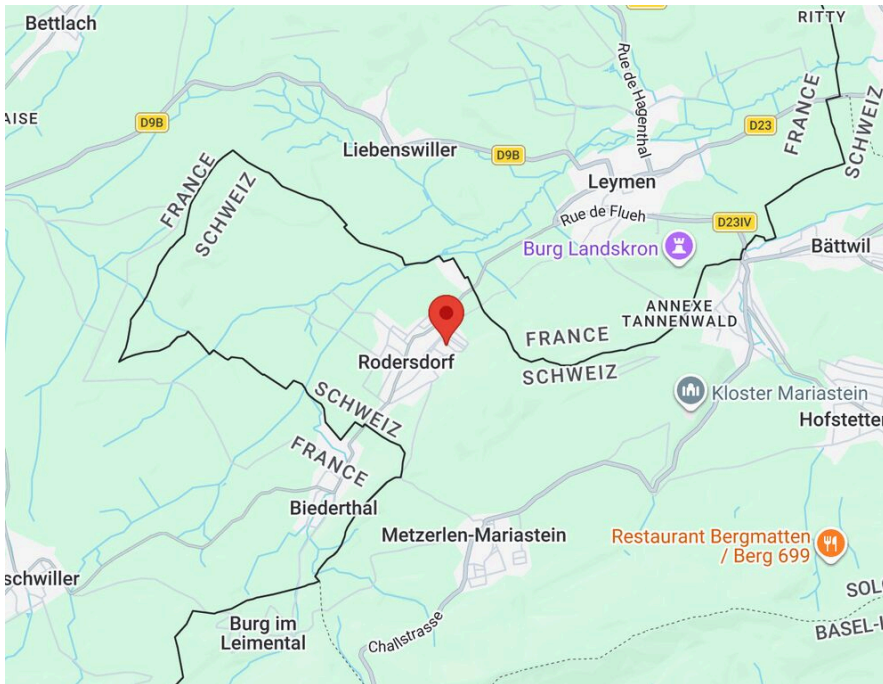 Bettlach
RITTY
AISE
D9B
FRANCE
SCHWEIZ
Liebenswiller
D9B
Rue de Hagenthal
D23
FRANCE
SCHWEIZ
Leymen
Rue de Flueh
D23IV
Burg Landskron
Bättwil
ANNEXE
TANNENWALD
Rodersdorf
FRANCE
SCHWEIZ
Kloster Mariastein
Hofstetten
SCHWEIZ
FRANCE
Biederthal
Metzerlen-Mariastein
Restaurant Bergmatten
/ Berg 699
schwiller
SOLO
BASEL-
Burg im
Leimental
Challstrasse